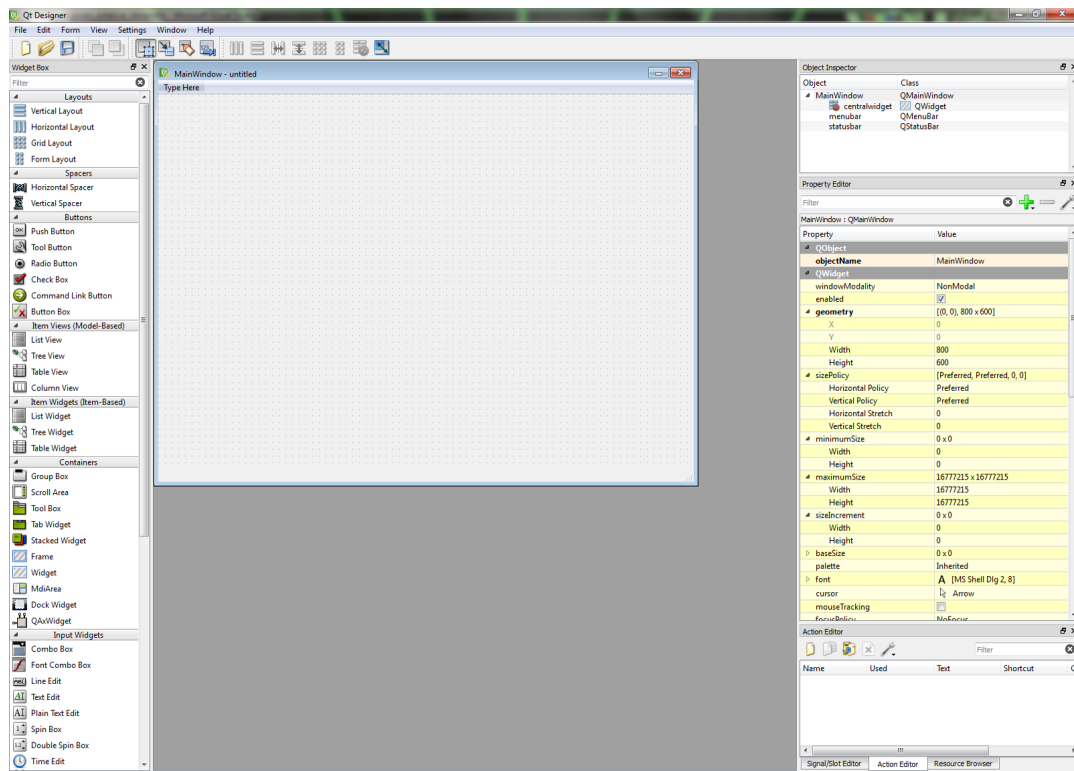 Qt Designer
File Edit Form View Settings Window Help
Widget Box
Filter
Layouts
Vertical Layout
Horizontal Layout
Grid Layout
Form Layout
Spacers
Horizontal Spacer
Vertical Spacer
Buttons
OK Push Button
Tool Button
Radio Button
Check Box
Command Link Button
Button Box
Item Views (Model-Based)
List View
Tree View
Table View
Column View
Item Widgets (Item-Based)
List Widget
Tree Widget
Table Widget
Containers
Group Box
Scroll Area
Tool Box
Tab Widget
Stacked Widget
Frame
Widget
MdiArea
Dock Widget
QAxWidget
Input Widgets
Combo Box
Font Combo Box
Line Edit
AI Text Edit
AI Plain Text Edit
Spin Box
Double Spin Box
Time Edit
MainWindow - untitled
Type Here
Object Inspector
Object Class
MainWindow QMainWindow
centralwidget QWidget
menubar QMenuBar
statusbar QStatusBar
Property Editor
Filter
MainWindow : QMainWindow
Property Value
QObject
objectName MainWindow
QWidget
windowModality NonModal
enabled
geometry [(0, 0), 800 x 600]
X 0
Y 0
Width 800
Height 600
sizePolicy [Preferred, Preferred, 0, 0]
Horizontal Policy Preferred
Vertical Policy Preferred
Horizontal Stretch 0
Vertical Stretch 0
minimumSize 0 x 0
Width 0
Height 0
maximumSize 16777215 x 16777215
Width 16777215
Height 16777215
sizeIncrement 0 x 0
Width 0
Height 0
baseSize 0 x 0
palette Inherited
font A [MS Shell Dlg 2, 8]
cursor Arrow
mouseTracking
focusPolicy NoFocus
Action Editor
Filter
Name Used Text Shortcut C
Signal/Slot Editor Action Editor Resource Browser